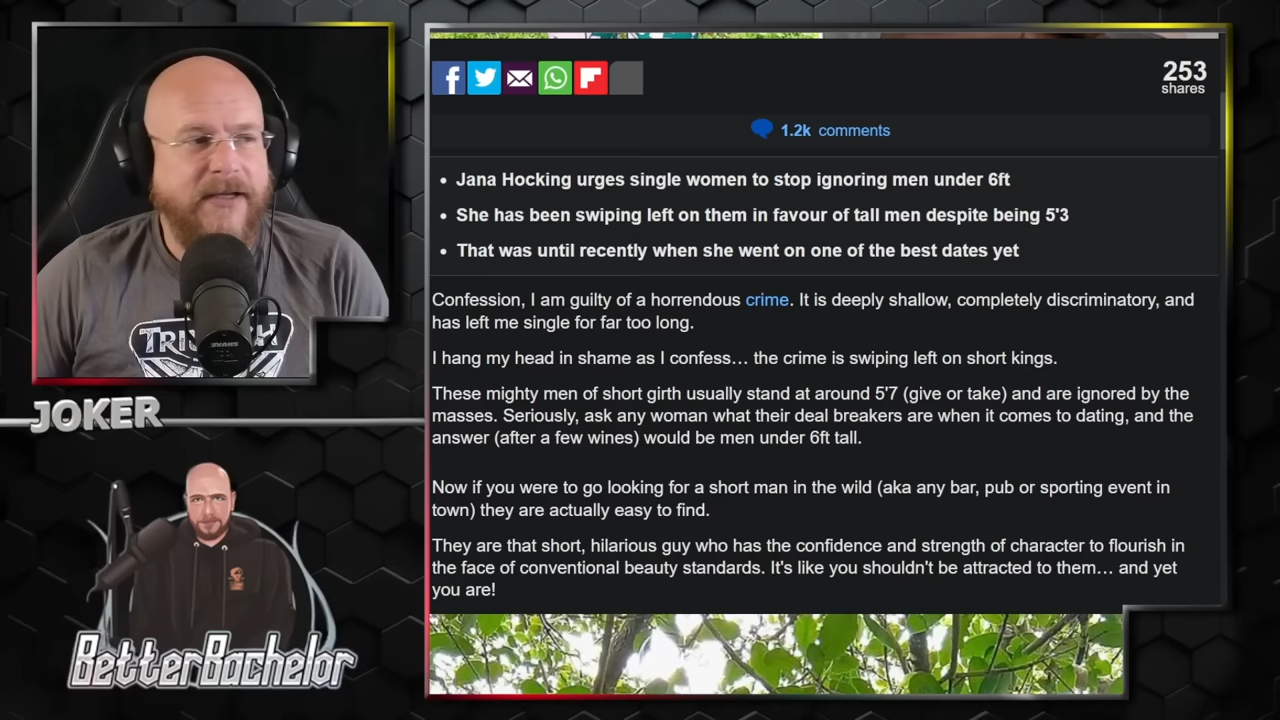 253
shares
1.2k comments
• Jana Hocking urges single women to stop ignoring men under 6ft
• She has been swiping left on them in favour of tall men despite being 5'3
• That was until recently when she went on one of the best dates yet
Confession, I am guilty of a horrendous crime. It is deeply shallow, completely discriminatory, and
has left me single for far too long.
I hang my head in shame as I confess… the crime is swiping left on short kings.
These mighty men of short girth usually stand at around 5'7 (give or take) and are ignored by the
masses. Seriously, ask any woman what their deal breakers are when it comes to dating, and the
answer (after a few wines) would be men under 6ft tall.
Now if you were to go looking for a short man in the wild (aka any bar, pub or sporting event in
town) they are actually easy to find.
They are that short, hilarious guy who has the confidence and strength of character to flourish in
the face of conventional beauty standards. It's like you shouldn't be attracted to them… and yet
you are!
SHURE
JOKER
BetterBachelor